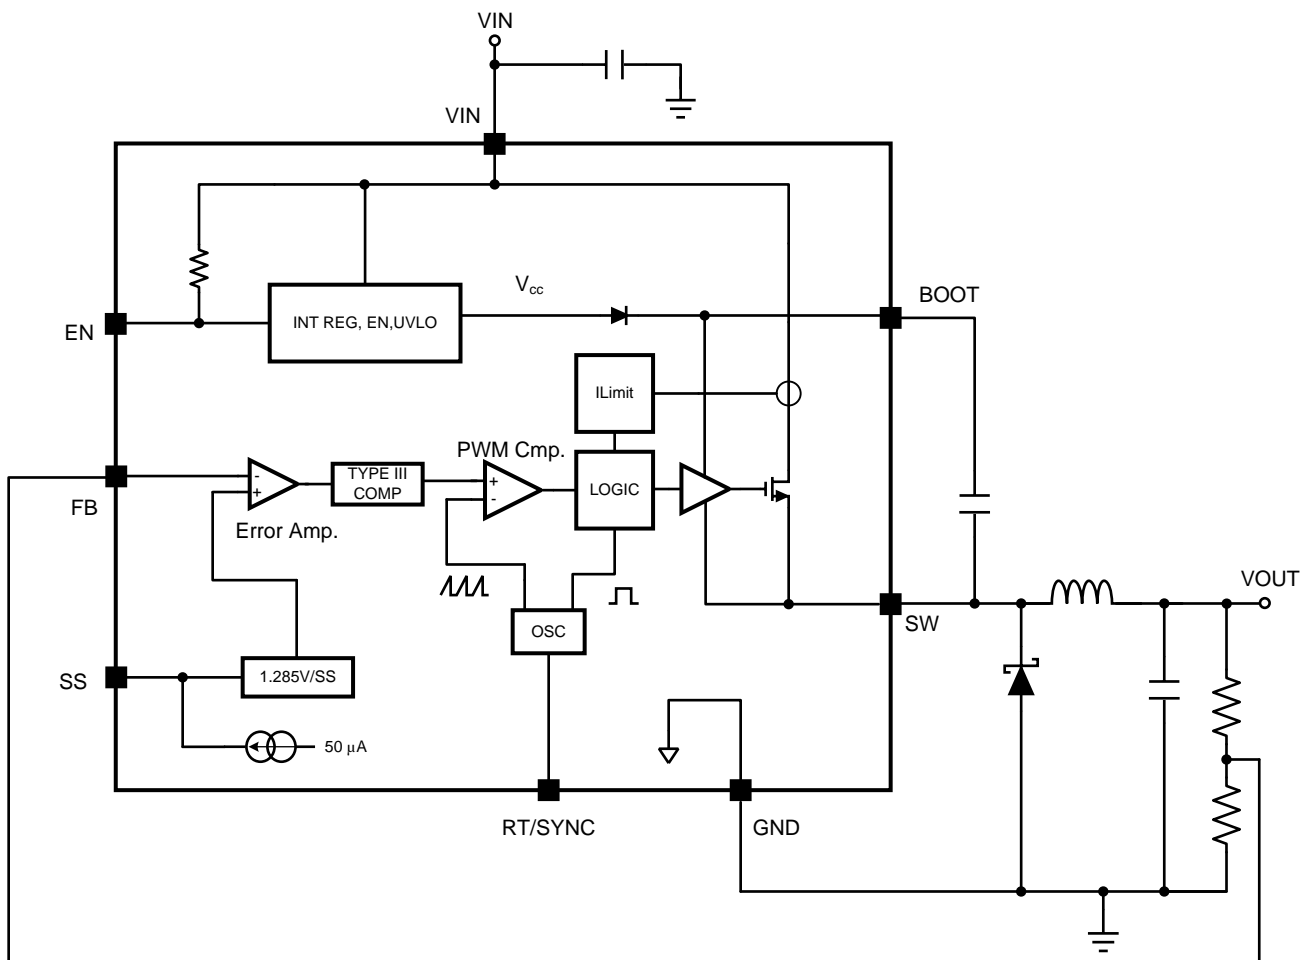 VIN
VIN
V_cc
BOOT
EN
INT REG, EN,UVLO
ILimit
PWM Cmp.
TYPE III
COMP
-
+
+
-
LOGIC
FB
Error Amp.
VOUT
OSC
SW
SS
1.285V/SS
50 μA
RT/SYNC
GND